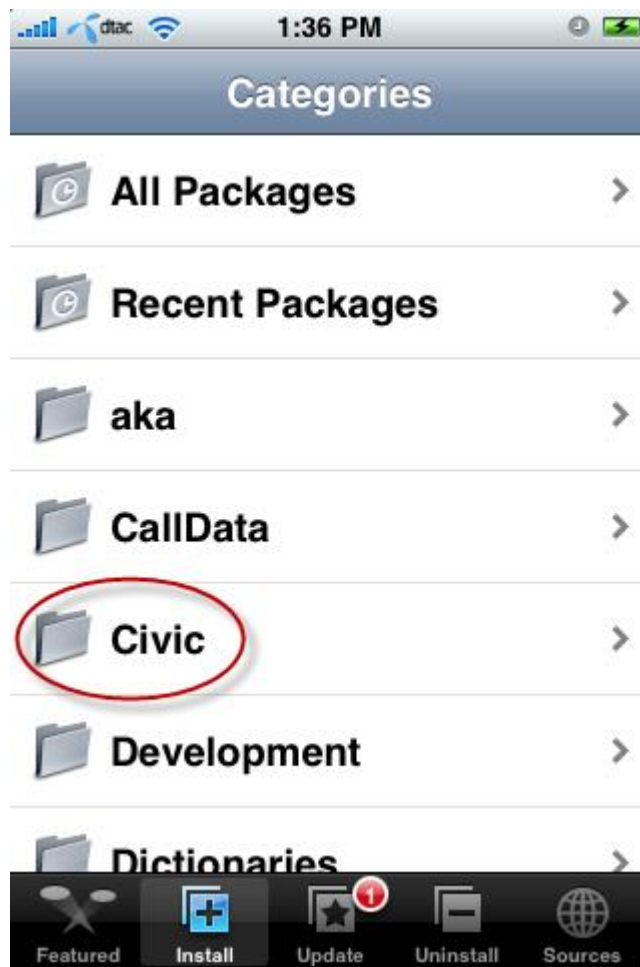 dtac 1:36 PM
Categories
All Packages
Recent Packages
aka
CallData
Civic
Development
Dictionaries
1
Featured Install Update Uninstall Sources